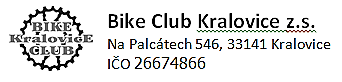 BIKE
KRaloViCE
CLUB
Bike Club Kralovice z.s.
Na Palcátech 546, 33141 Kralovice
IČO 26674866